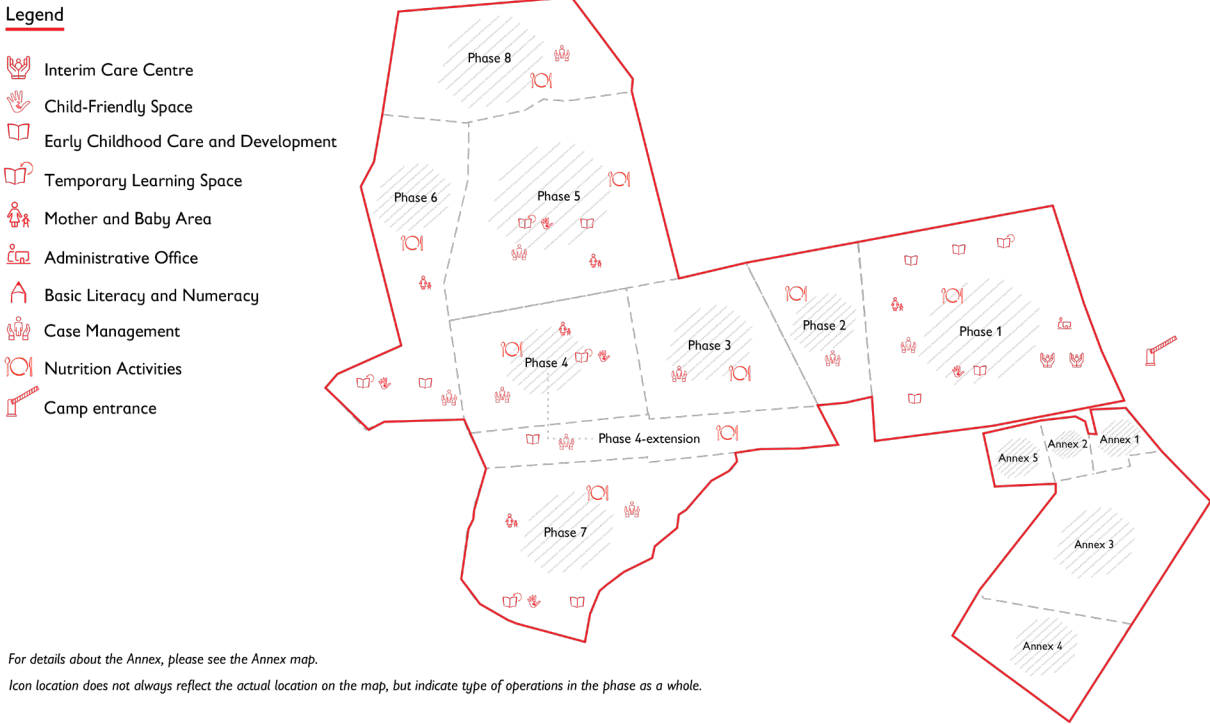 Legend
Interim Care Centre
Child-Friendly Space
Early Childhood Care and Development
Temporary Learning Space
Mother and Baby Area
Administrative Office
Basic Literacy and Numeracy
Case Management
Nutrition Activities
Camp entrance
Phase 8
Phase 6
Phase 5
Phase 4
Phase 3
Phase 2
Phase 1
Phase 4-extension
Phase 7
Annex 5
Annex 2
Annex 1
Annex 3
Annex 4
For details about the Annex, please see the Annex map.
Icon location does not always reflect the actual location on the map, but indicate type of operations in the phase as a whole.